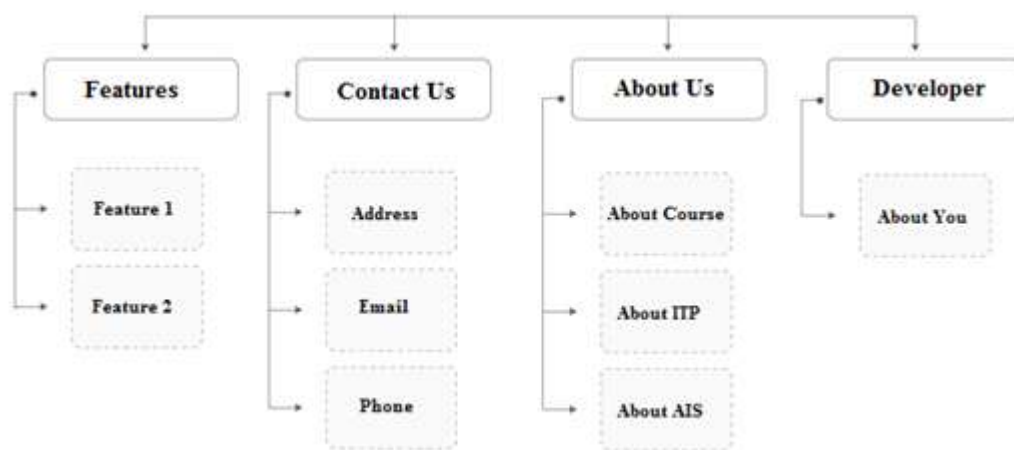 Features
Contact Us
About Us
Developer
Feature 1
Address
About Course
About You
Feature 2
Email
About ITP
Phone
About AIS